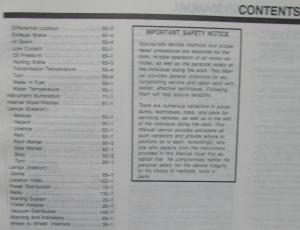 CONTENTS
Differential Lockout
Exhaust Brake
Hi Beam
Low Coolant
Oil Pressure
Parking Brake
Transmission Temperature
Turn
Water in Fuel
Water Temperature
Instrument Illumination
Interval Wiper/Washer
Lamps (Exterior):
Backup
Hazard
Licence
Park
Roof Marker
Side Marker
Stop
Turn
Lamps (Interior):
Dome
Location Index
Power Distribution
Radio
Starting System
Trailer Adapter
Vacuum Distribution
Warning and Indicators
Wheel to Wheel Interlock
IMPORTANT SAFETY NOTICE
Appropriate service methods and proper
repair procedures are essential for the
safe, reliable operation of all motor ve-
hicles, as well as the personal safety of
the individual doing the work. This Man-
ual provides general directions for ac-
complishing service and repair work with
tested, effective techniques. Following
them will help ensure reliability.
There are numerous variations in proce-
dures, techniques, tools, and parts for
servicing vehicles, as well as in the skill
of the individual doing the work. This
Manual cannot possibly anticipate all
such variations and provide advice or
cautions as to each. Accordingly, any-
one who departs from the instructions
provided in this Manual must first es-
tablish that he compromises neither his
personal safety nor the vehicle integrity
by his choice of methods, tools or
parts.